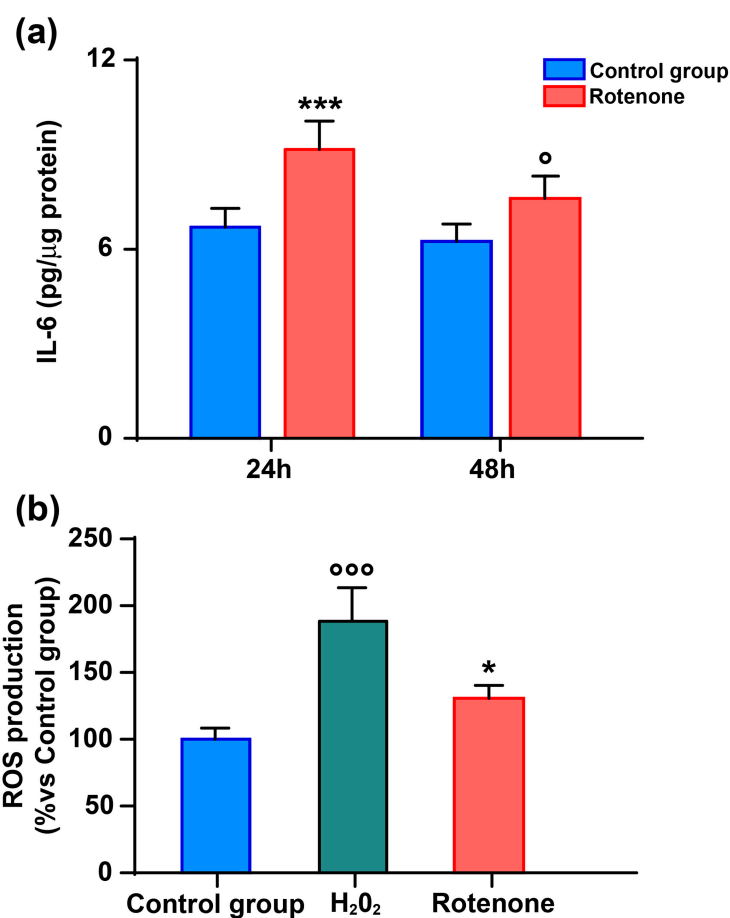 (a)
12
Control group
***
Rotenone
IL-6 (pg/μg protein)
°
6
0
24h
48h
(b)
250
°°°
ROS production
(%vs Control group)
200
150
*
100
50
0
Control group
H₂0₂
Rotenone